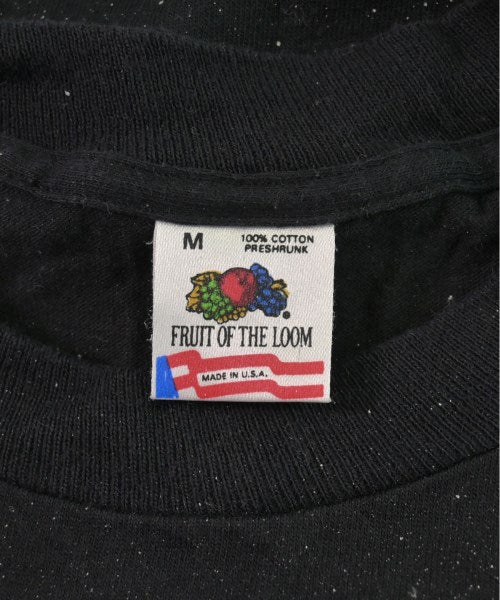 M
100% COTTON
PRESHRUNK
®
FRUIT OF THE LOOM
MADE IN U.S.A.